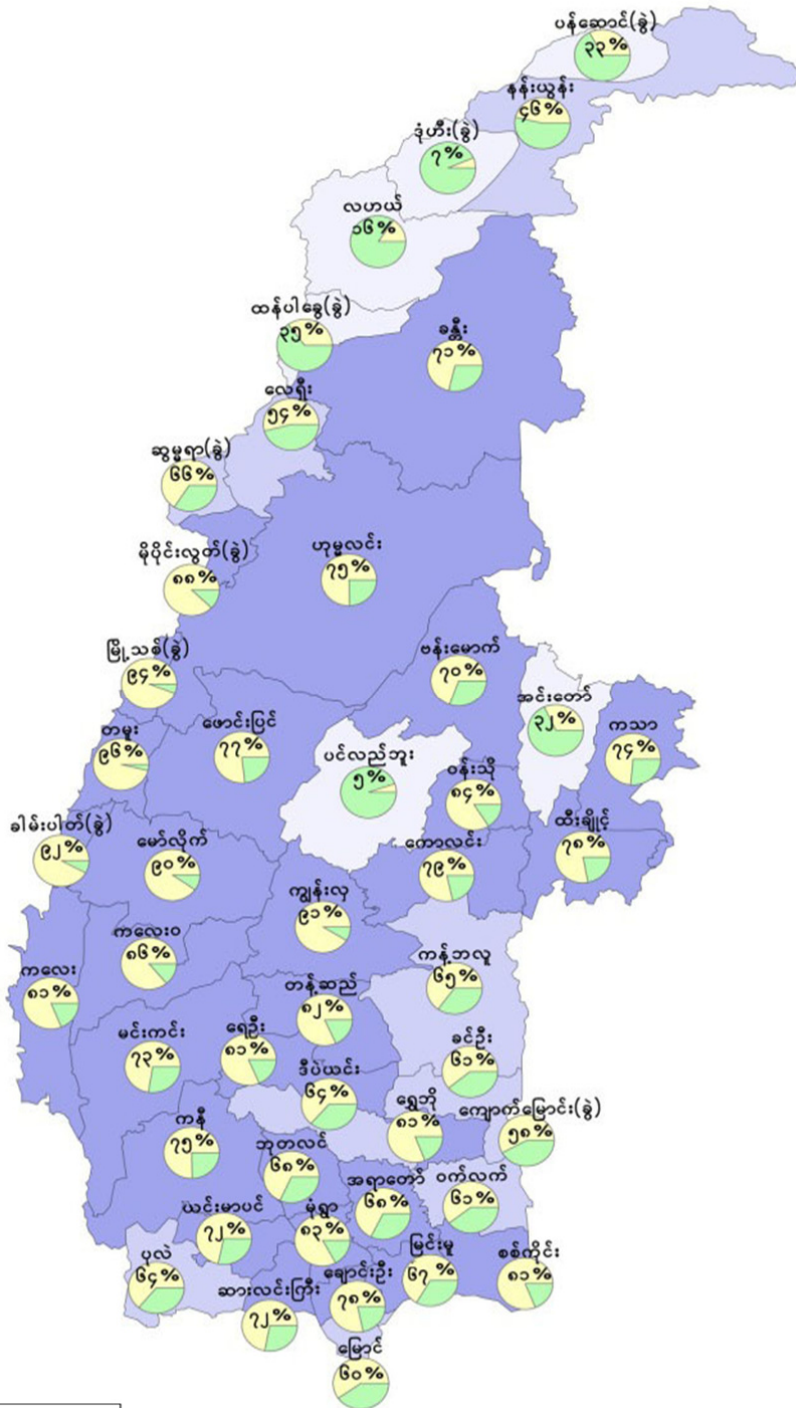 ပန်ဆောင်(ခွဲ)
၃၃%
နန်းယွန်း
၄၆%
ဒုံဟီး(ခွဲ)
၇%
လဟယ်
၁၆%
ထန်ပါခွေ(ခွဲ)
၃၅%
ခန္တီး
၇၁%
လေရှီး
၅၄%
ဆွမ္မရာ(ခွဲ)
၆၆%
ဟုမ္မလင်း
၇၅%
မိုပိုင်းလွတ်(ခွဲ)
၈၈%
မြို့သစ်(ခွဲ)
၉၄%
ဗန်းမောက်
၇၀%
အင်းတော်
၃၂%
ကသာ
၇၄%
တမူး
၉၆%
ဖောင်းပြင်
၇၇%
ပင်လည်ဘူး
၅%
ဝန်းသို
၈၄%
ထီးချိုင့်
၇၈%
ခါမ်းပါတ်(ခွဲ)
၉၂%
မော်လိုက်
၉၀%
ကောလင်း
၇၉%
ကျွန်းလှ
၉၁%
ကလေးဝ
၈၆%
ကန့်ဘလူ
၆၅%
ကလေး
၈၁%
တန့်ဆည်
၈၂%
မင်းကင်း
၇၃%
ရေဦး
၈၁%
ခင်ဦး
၆၁%
ဒီပဲယင်း
၆၄%
ရွှေဘို
၈၁%
ကျောက်မြောင်း(ခွဲ)
၅၈%
ကနီ
၇၅%
ဘုတလင်
၆၈%
အရာတော်
၆၈%
ဝက်လက်
၆၁%
ယင်းမာပင်
၇၂%
မုံရွာ
၈၃%
မြင်းမူ
၆၇%
စစ်ကိုင်း
၈၁%
ပုလဲ
၆၄%
ဆားလင်းကြီး
၇၂%
ချောင်းဦး
၇၈%
မြောင်
၆၀%